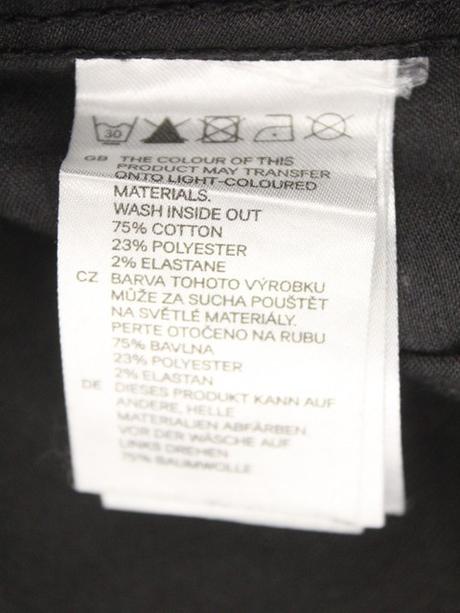 30
GB THE COLOUR OF THIS
PRODUCT MAY TRANSFER
ONTO LIGHT-COLOURED
MATERIALS.
WASH INSIDE OUT
75% COTTON
23% POLYESTER
2% ELASTANE
CZ BARVA TOHOTO VÝROBKU
MŮŽE ZA SUCHA POUŠTĚT
NA SVĚTLÉ MATERIÁLY.
PERTE OTOČENO NA RUBU
75% BAVLNA
23% POLYESTER
2% ELASTAN
DE DIESES PRODUKT KANN AUF
ANDERE, HELLE
MATERIALIEN ABFÄRBEN
VOR DER WÄSCHE AUF
LINKS DREHEN
75% BAUMWOLLE